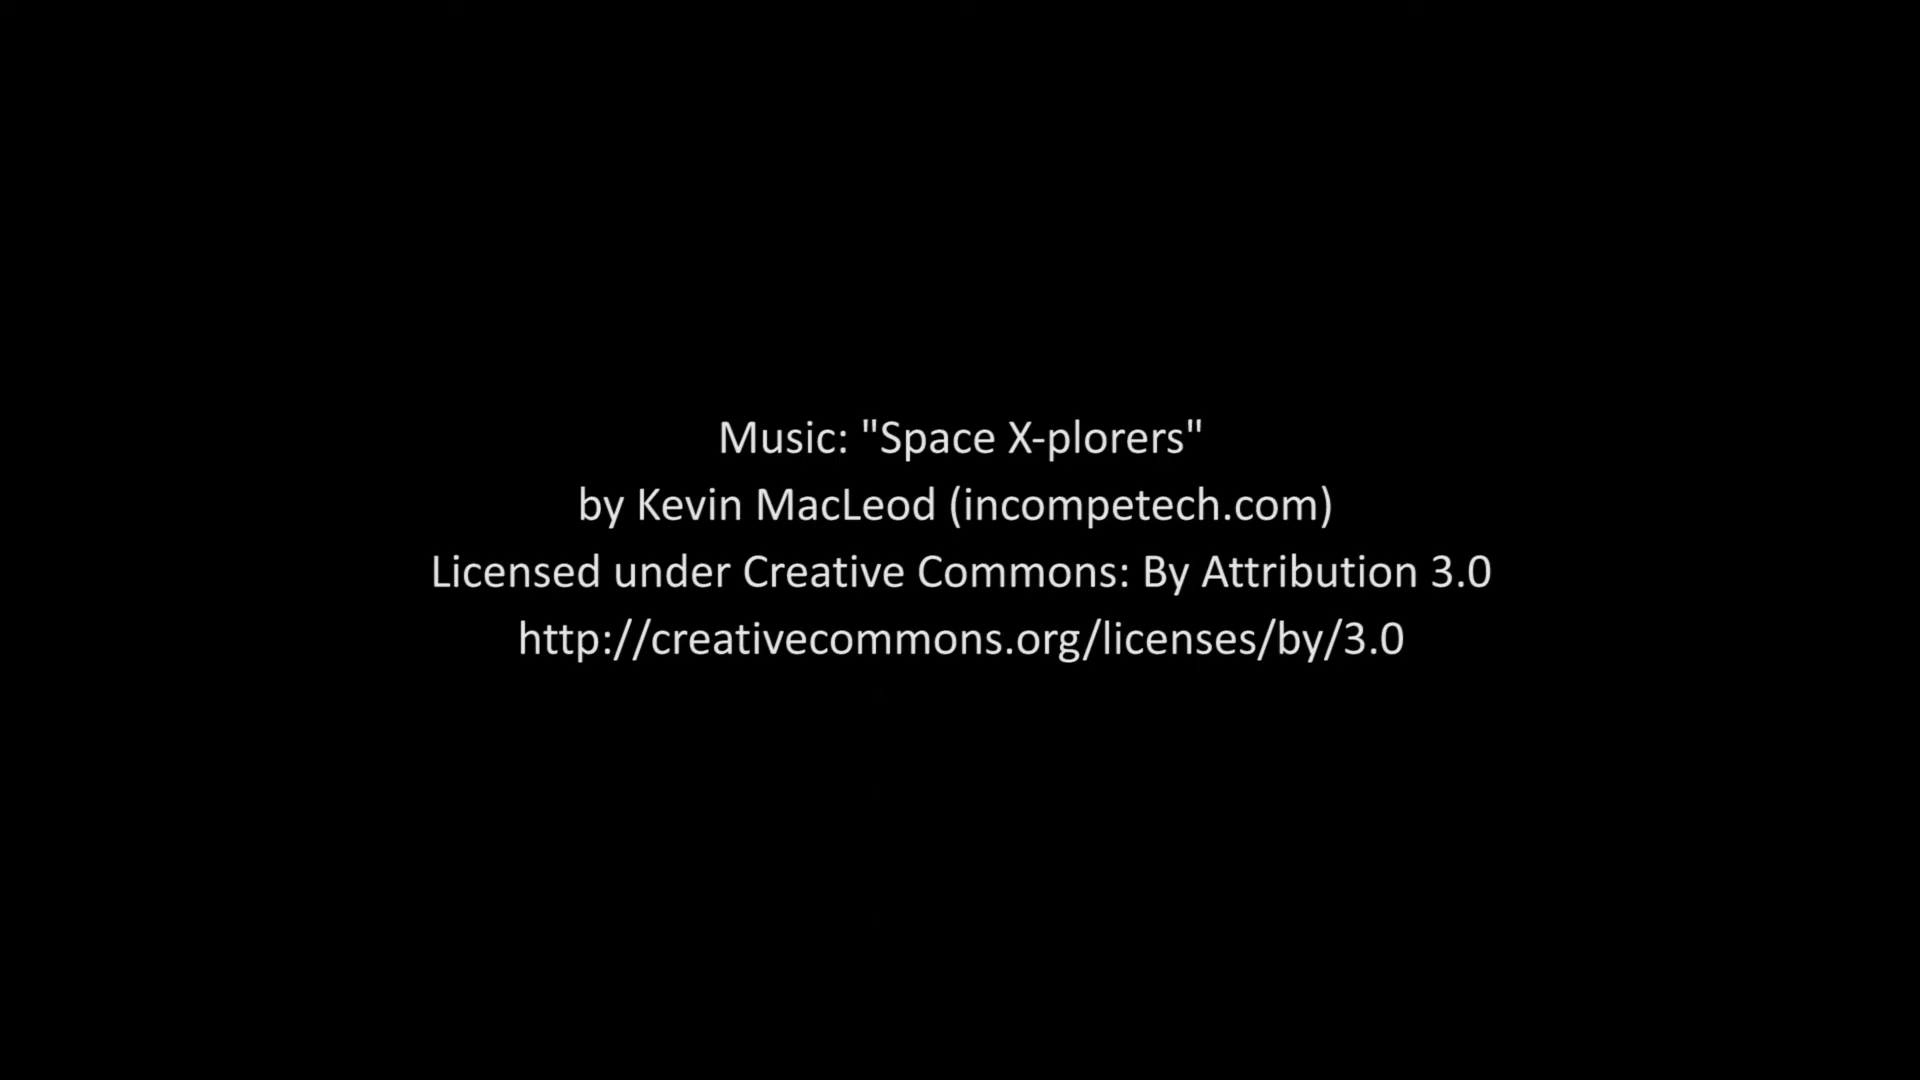 Music: "Space X-plorers"
by Kevin MacLeod (incompetech.com)
Licensed under Creative Commons: By Attribution 3.0
http://creativecommons.org/licenses/by/3.0